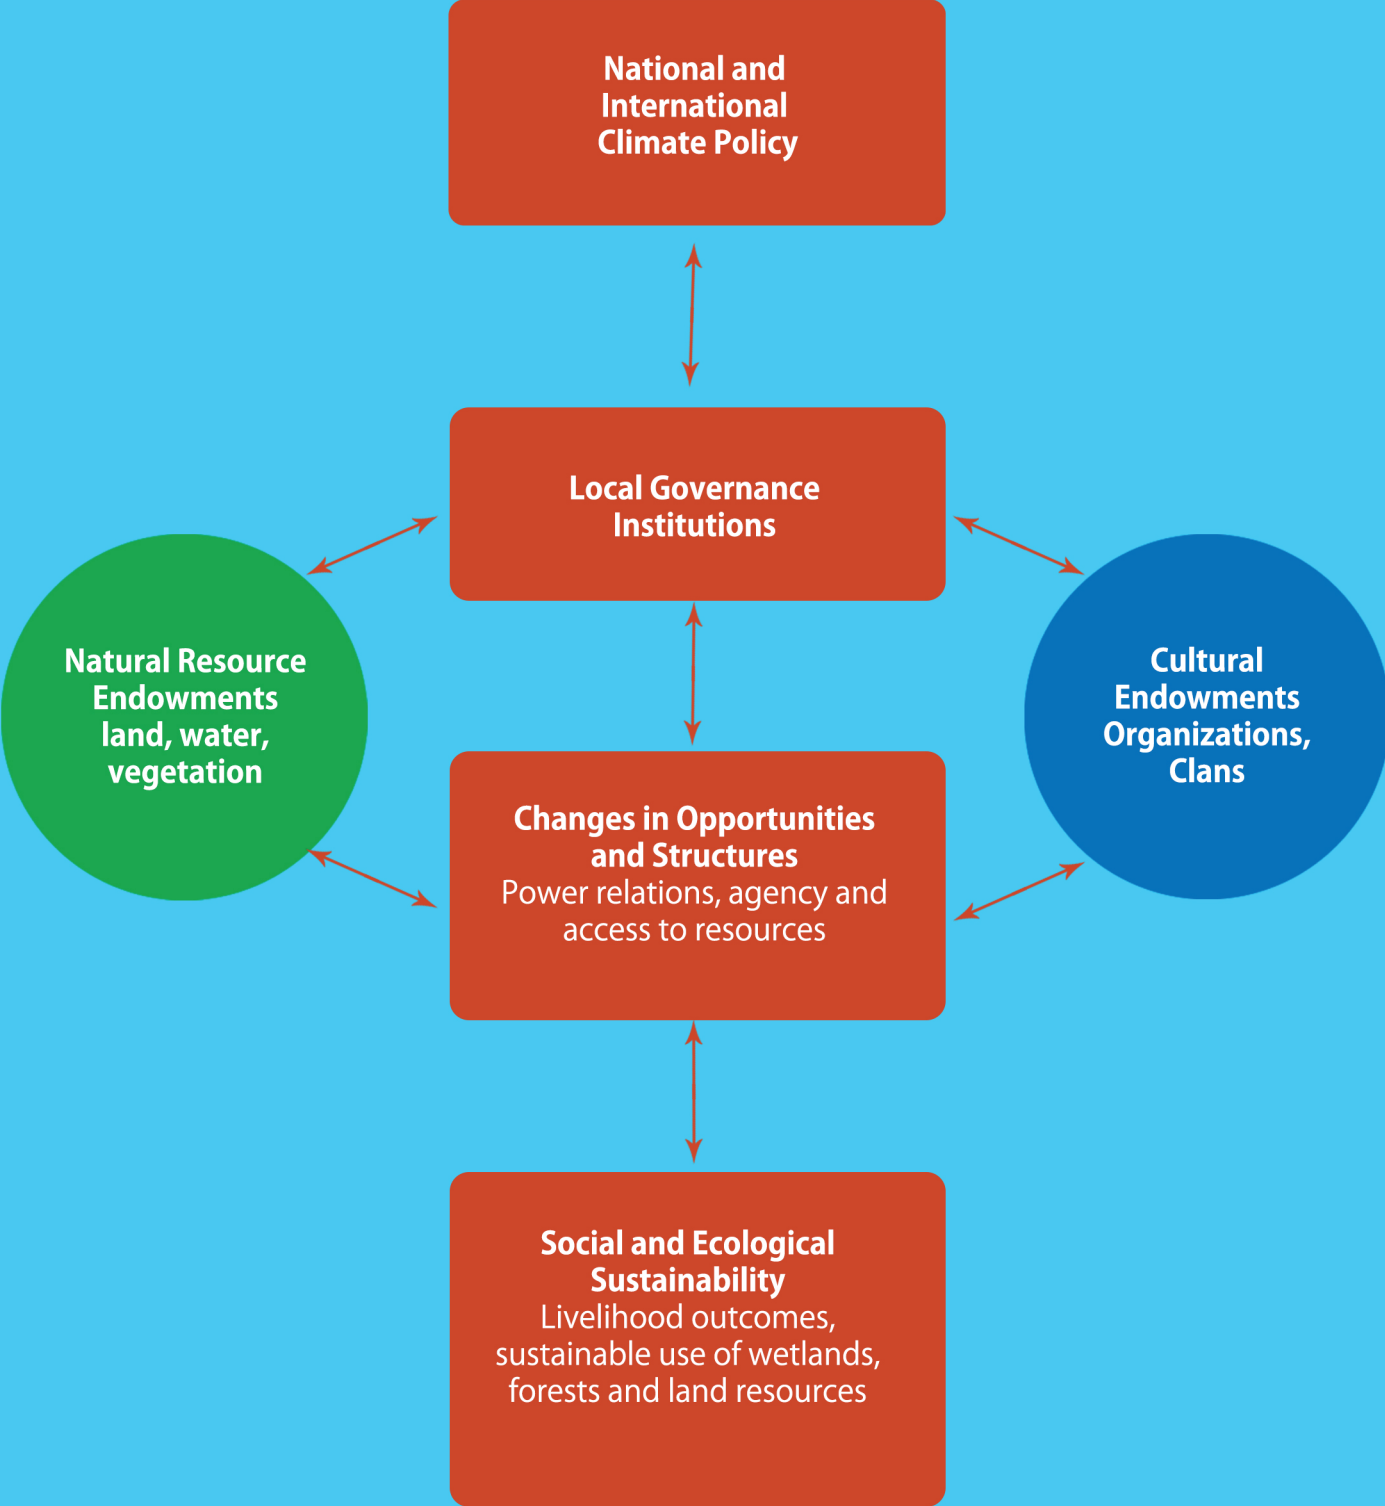 National and
International
Climate Policy
Local Governance
Institutions
Natural Resource
Endowments
land, water,
vegetation
Cultural
Endowments
Organizations,
Clans
Changes in Opportunities
and Structures
Power relations, agency and
access to resources
Social and Ecological
Sustainability
Livelihood outcomes,
sustainable use of wetlands,
forests and land resources